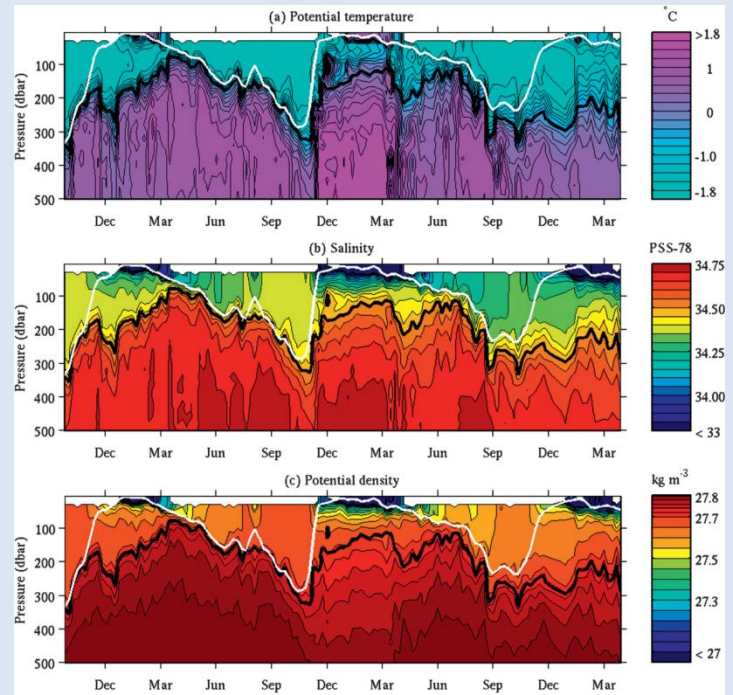 (a) Potential temperature
°C
Pressure (dbar)
100
200
300
400
500
Dec Mar Jun Sep Dec Mar Jun Sep Dec Mar
>1.8
1
0
-1.0
-1.8
(b) Salinity
PSS-78
Pressure (dbar)
100
200
300
400
500
Dec Mar Jun Sep Dec Mar Jun Sep Dec Mar
34.75
34.50
34.25
34.00
< 33
(c) Potential density
kg m-3
Pressure (dbar)
100
200
300
400
500
Dec Mar Jun Sep Dec Mar Jun Sep Dec Mar
27.8
27.7
27.5
27.3
< 27